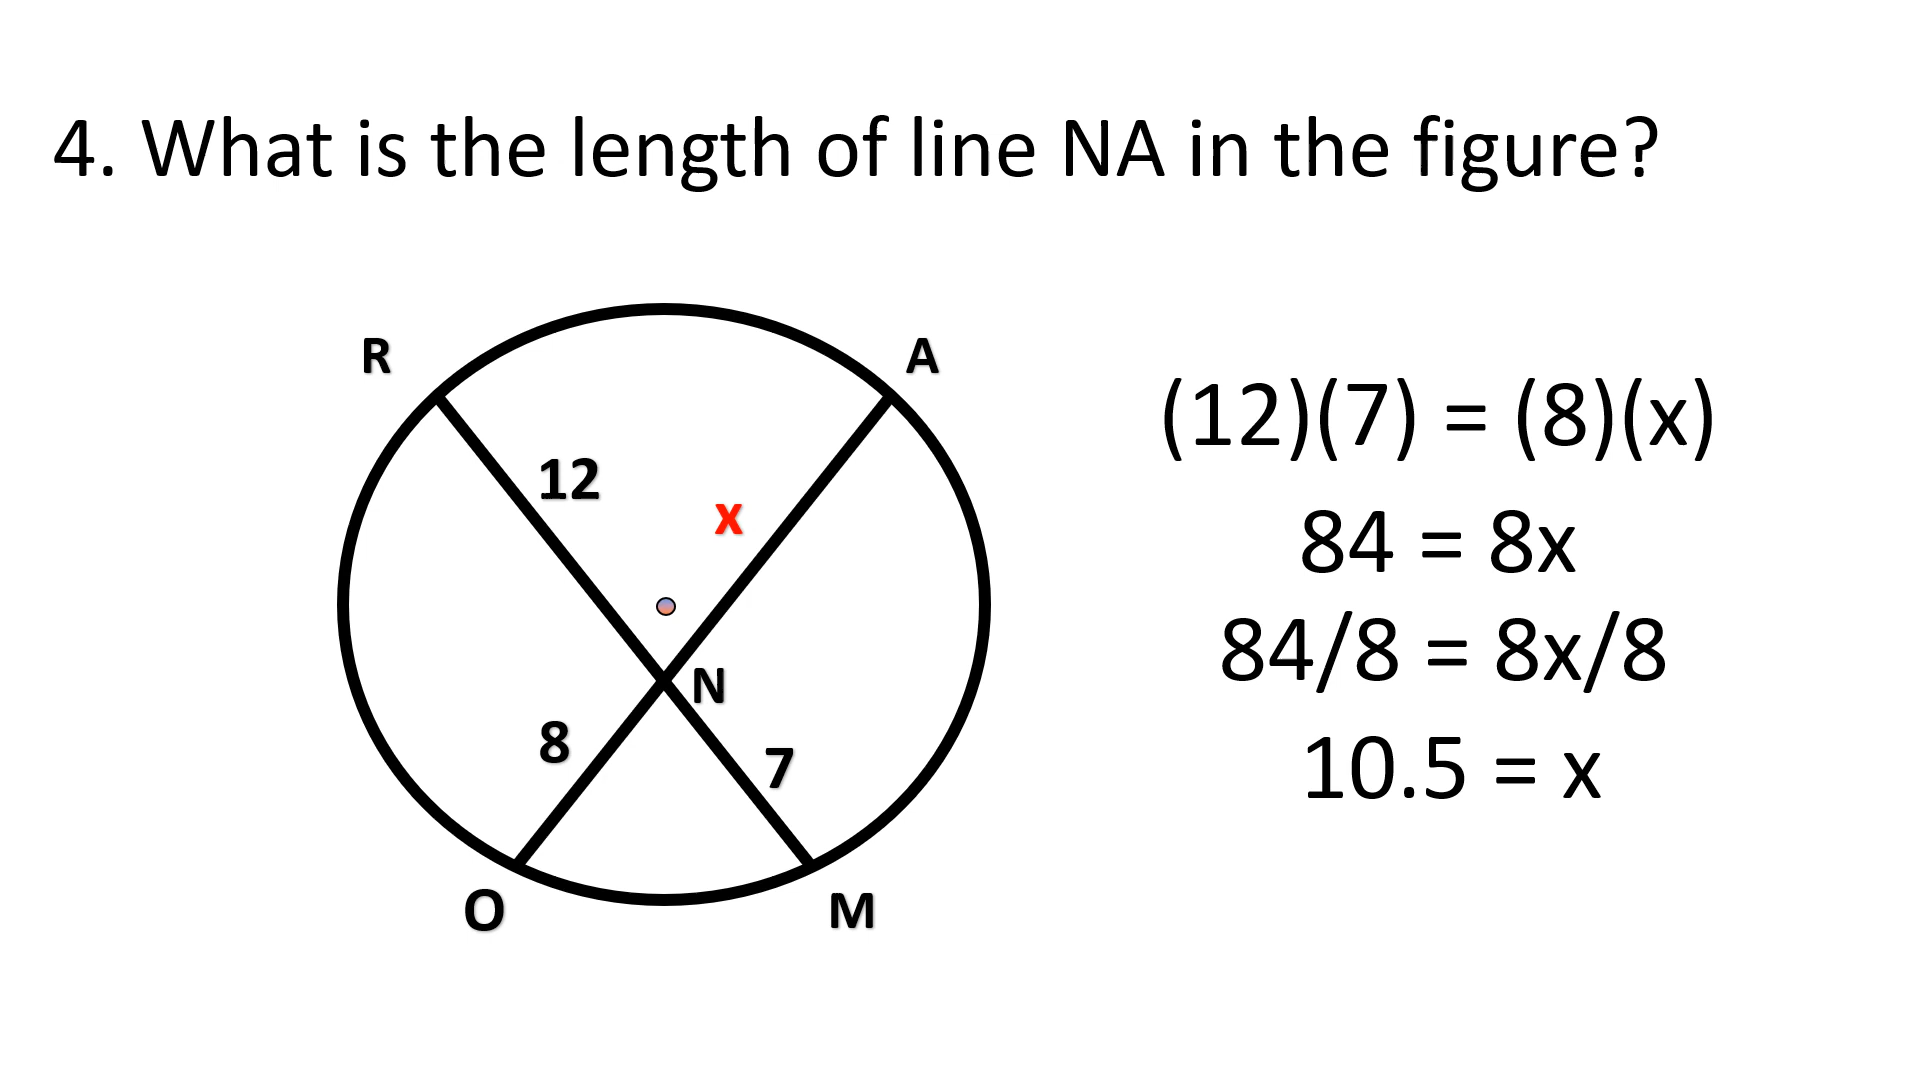 4. What is the length of line NA in the figure?
R
A
12
x
N
8
7
O
M
(12)(7) = (8)(x)
84 = 8x
84/8 = 8x/8
10.5 = x